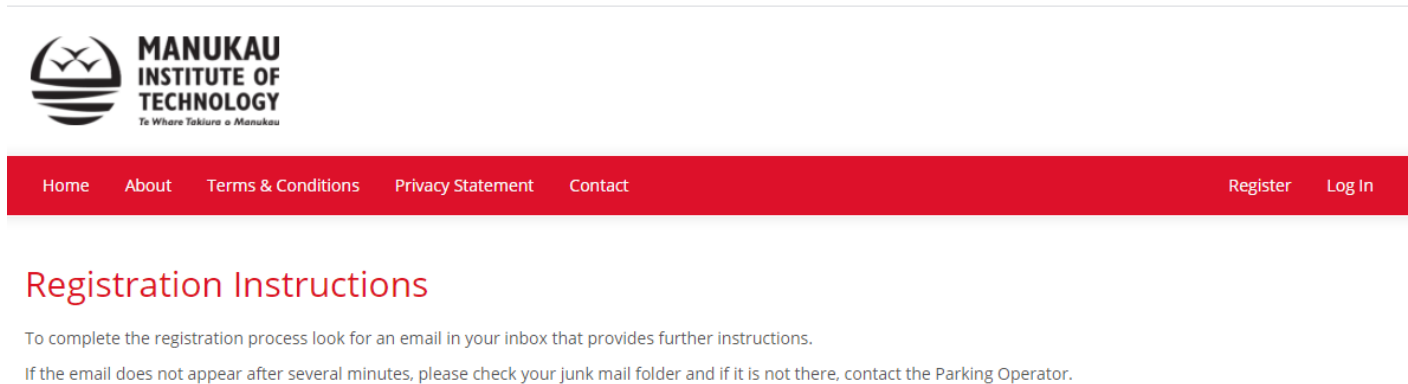 MANUKAU
INSTITUTE OF
TECHNOLOGY
Te Whare Takiura o Manukau
Home About Terms & Conditions Privacy Statement Contact Register Log In
Registration Instructions
To complete the registration process look for an email in your inbox that provides further instructions.
If the email does not appear after several minutes, please check your junk mail folder and if it is not there, contact the Parking Operator.